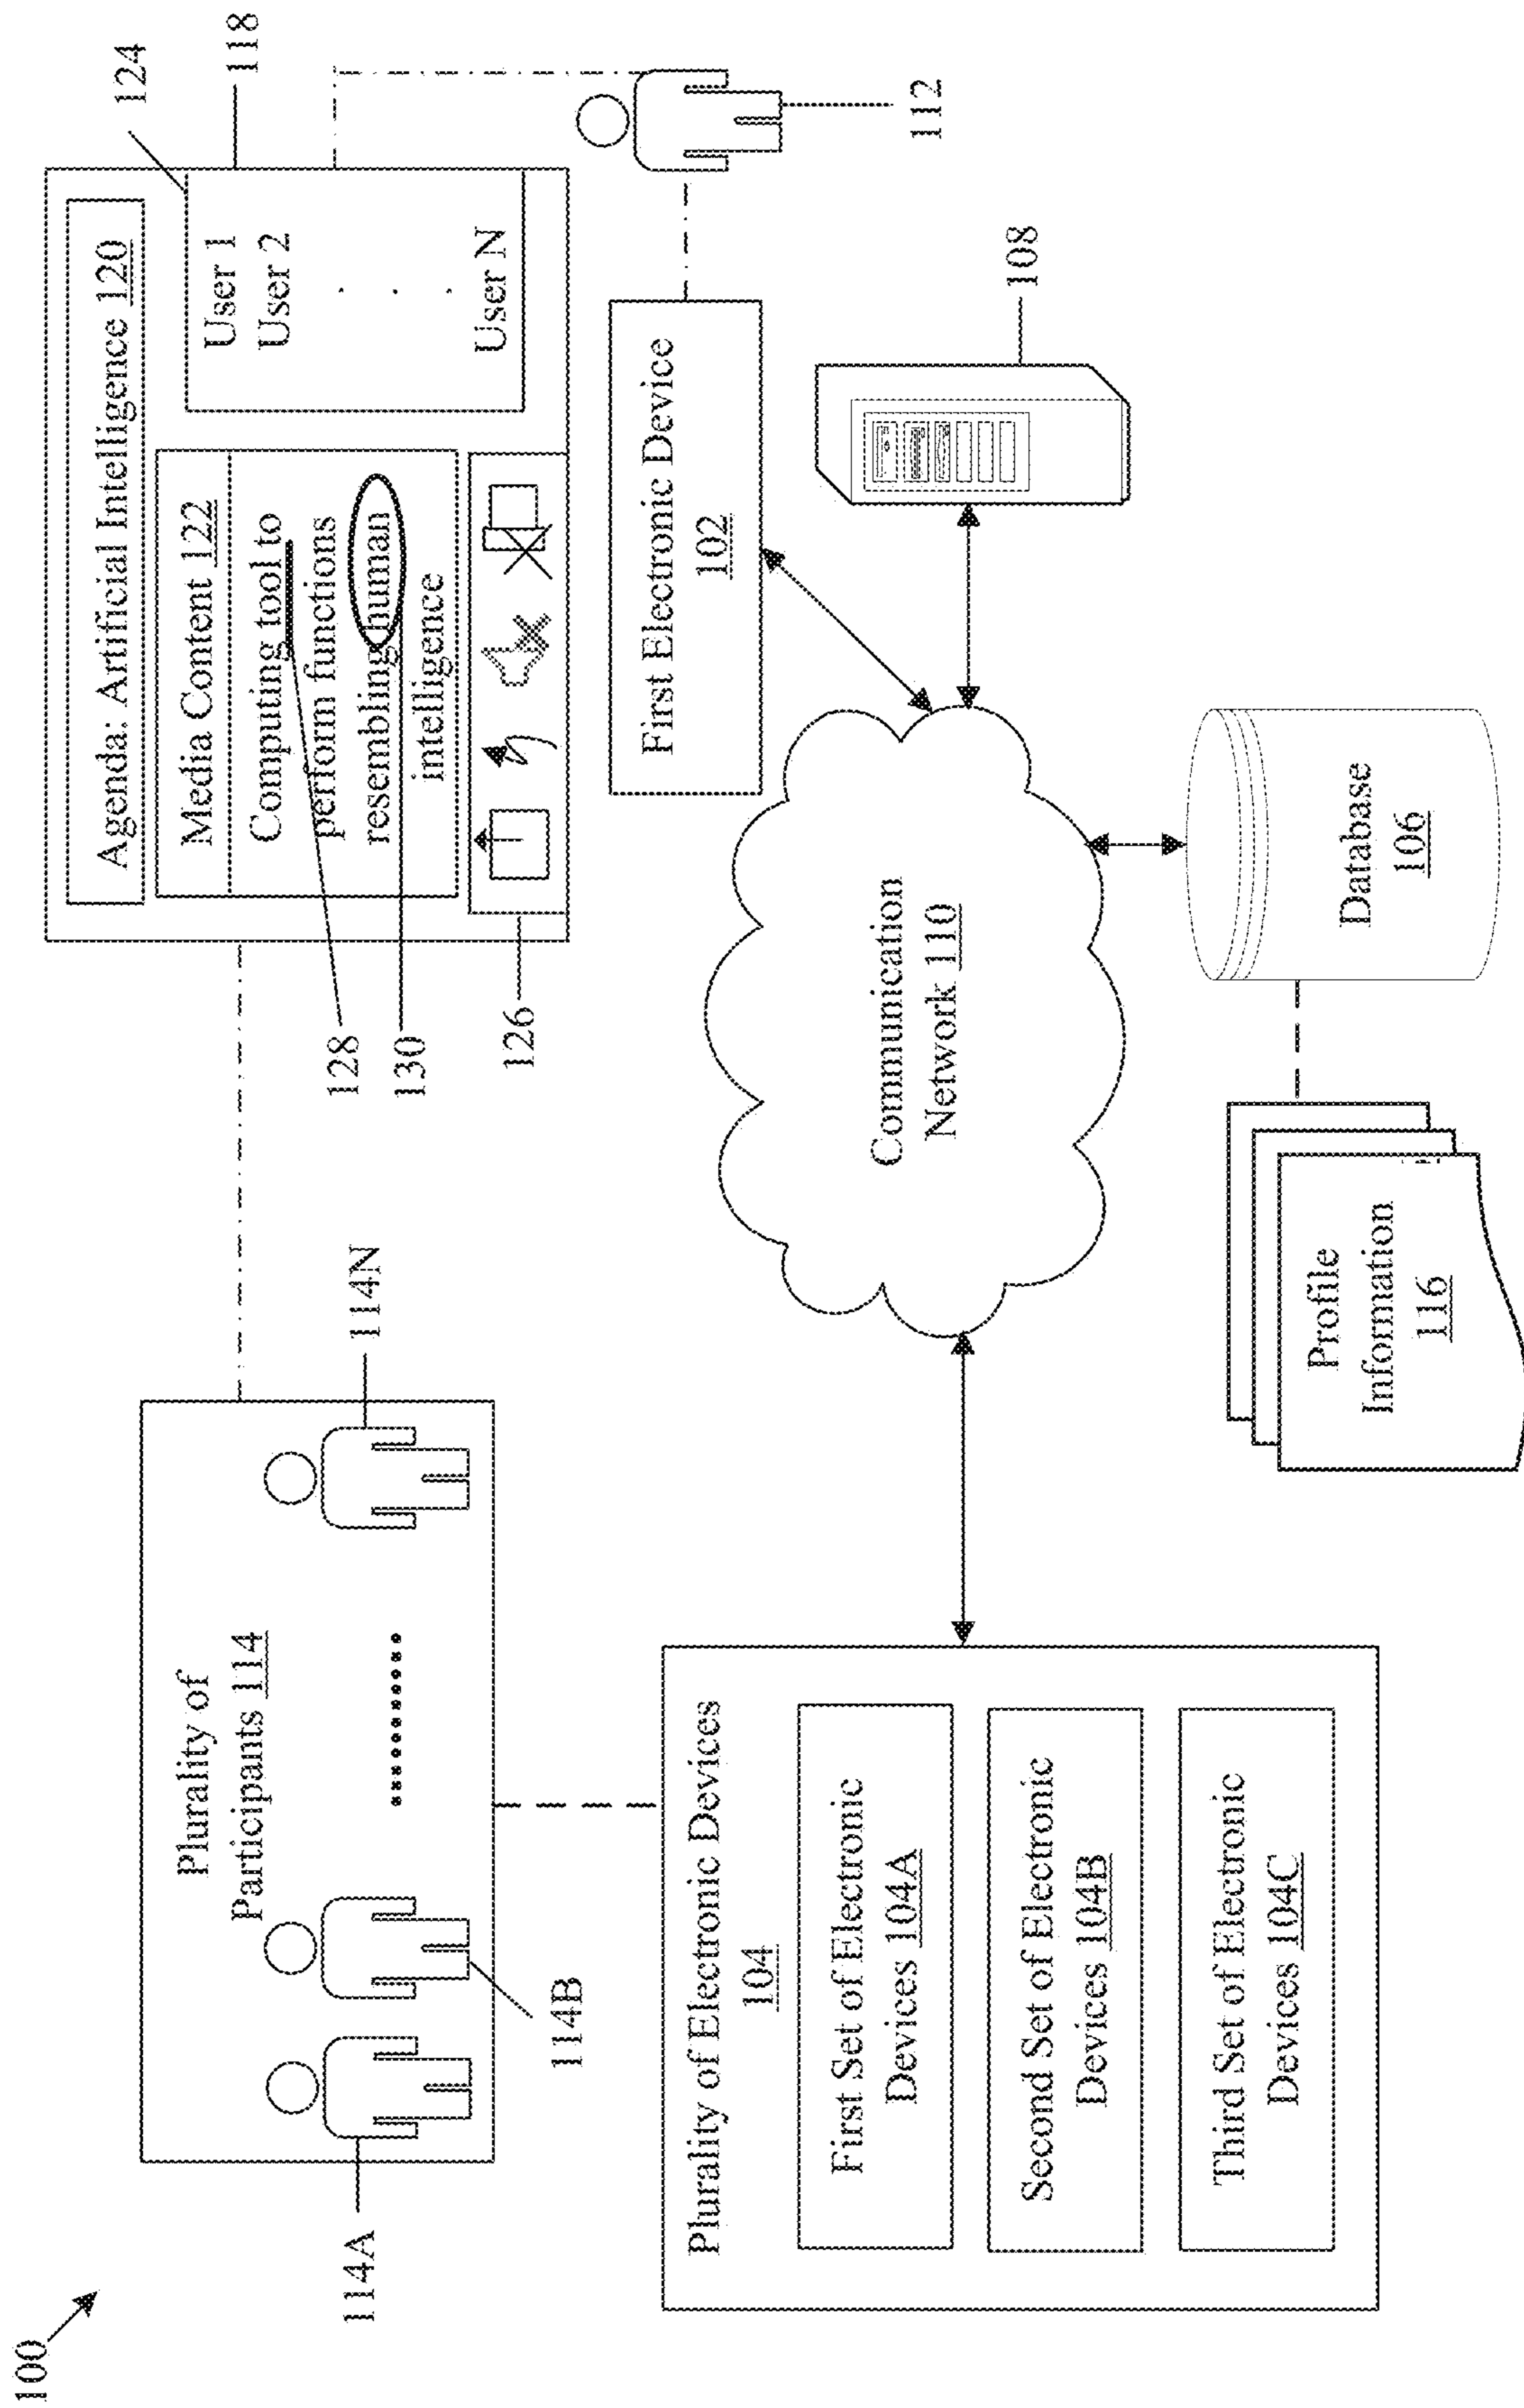 100
114A
Plurality of
Participants 114
114B
114N
Agenda: Artificial Intelligence 120
Media Content 122
Computing tool to
perform functions
resembling human
intelligence
User 1
User 2
User N
124
118
128
130
126
112
Plurality of Electronic Devices
104
First Set of Electronic
Devices 104A
Second Set of Electronic
Devices 104B
Third Set of Electronic
Devices 104C
Communication
Network 110
First Electronic Device
102
108
Profile
Information
116
Database
106